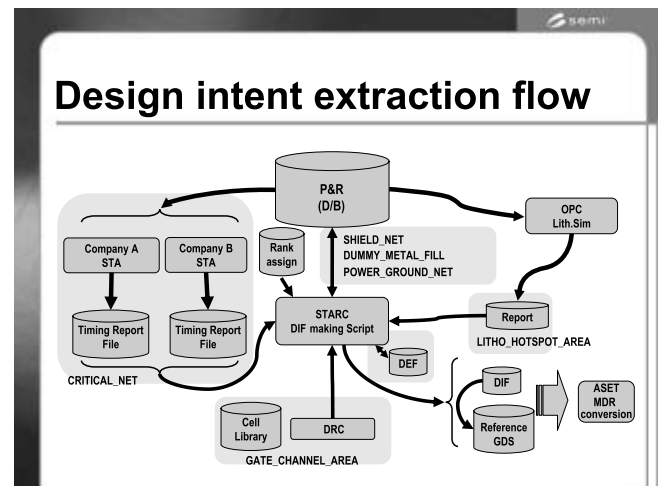 semi
Design intent extraction flow
P&R
(D/B)
OPC
Lith.Sim
Company A
STA
Company B
STA
Rank
assign
SHIELD_NET
DUMMY_METAL_FILL
POWER_GROUND_NET
Timing Report
File
Timing Report
File
STARC
DIF making Script
Report
LITHO_HOTSPOT_AREA
CRITICAL_NET
DEF
DIF
Reference
GDS
ASET
MDR
conversion
Cell
Library
DRC
GATE_CHANNEL_AREA